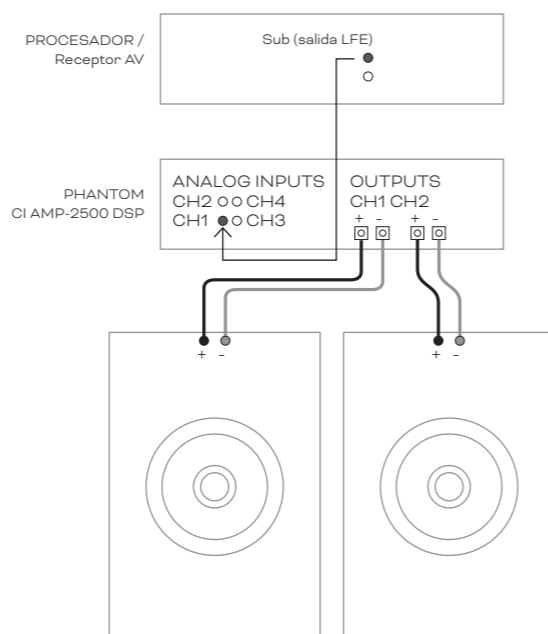 PROCESADOR /
Receptor AV
Sub (salida LFE)
PHANTOM
CI AMP-2500 DSP
ANALOG INPUTS
CH2 CH4
CH1 CH3
OUTPUTS
CH1 CH2
+ - + -
+ -
+ -